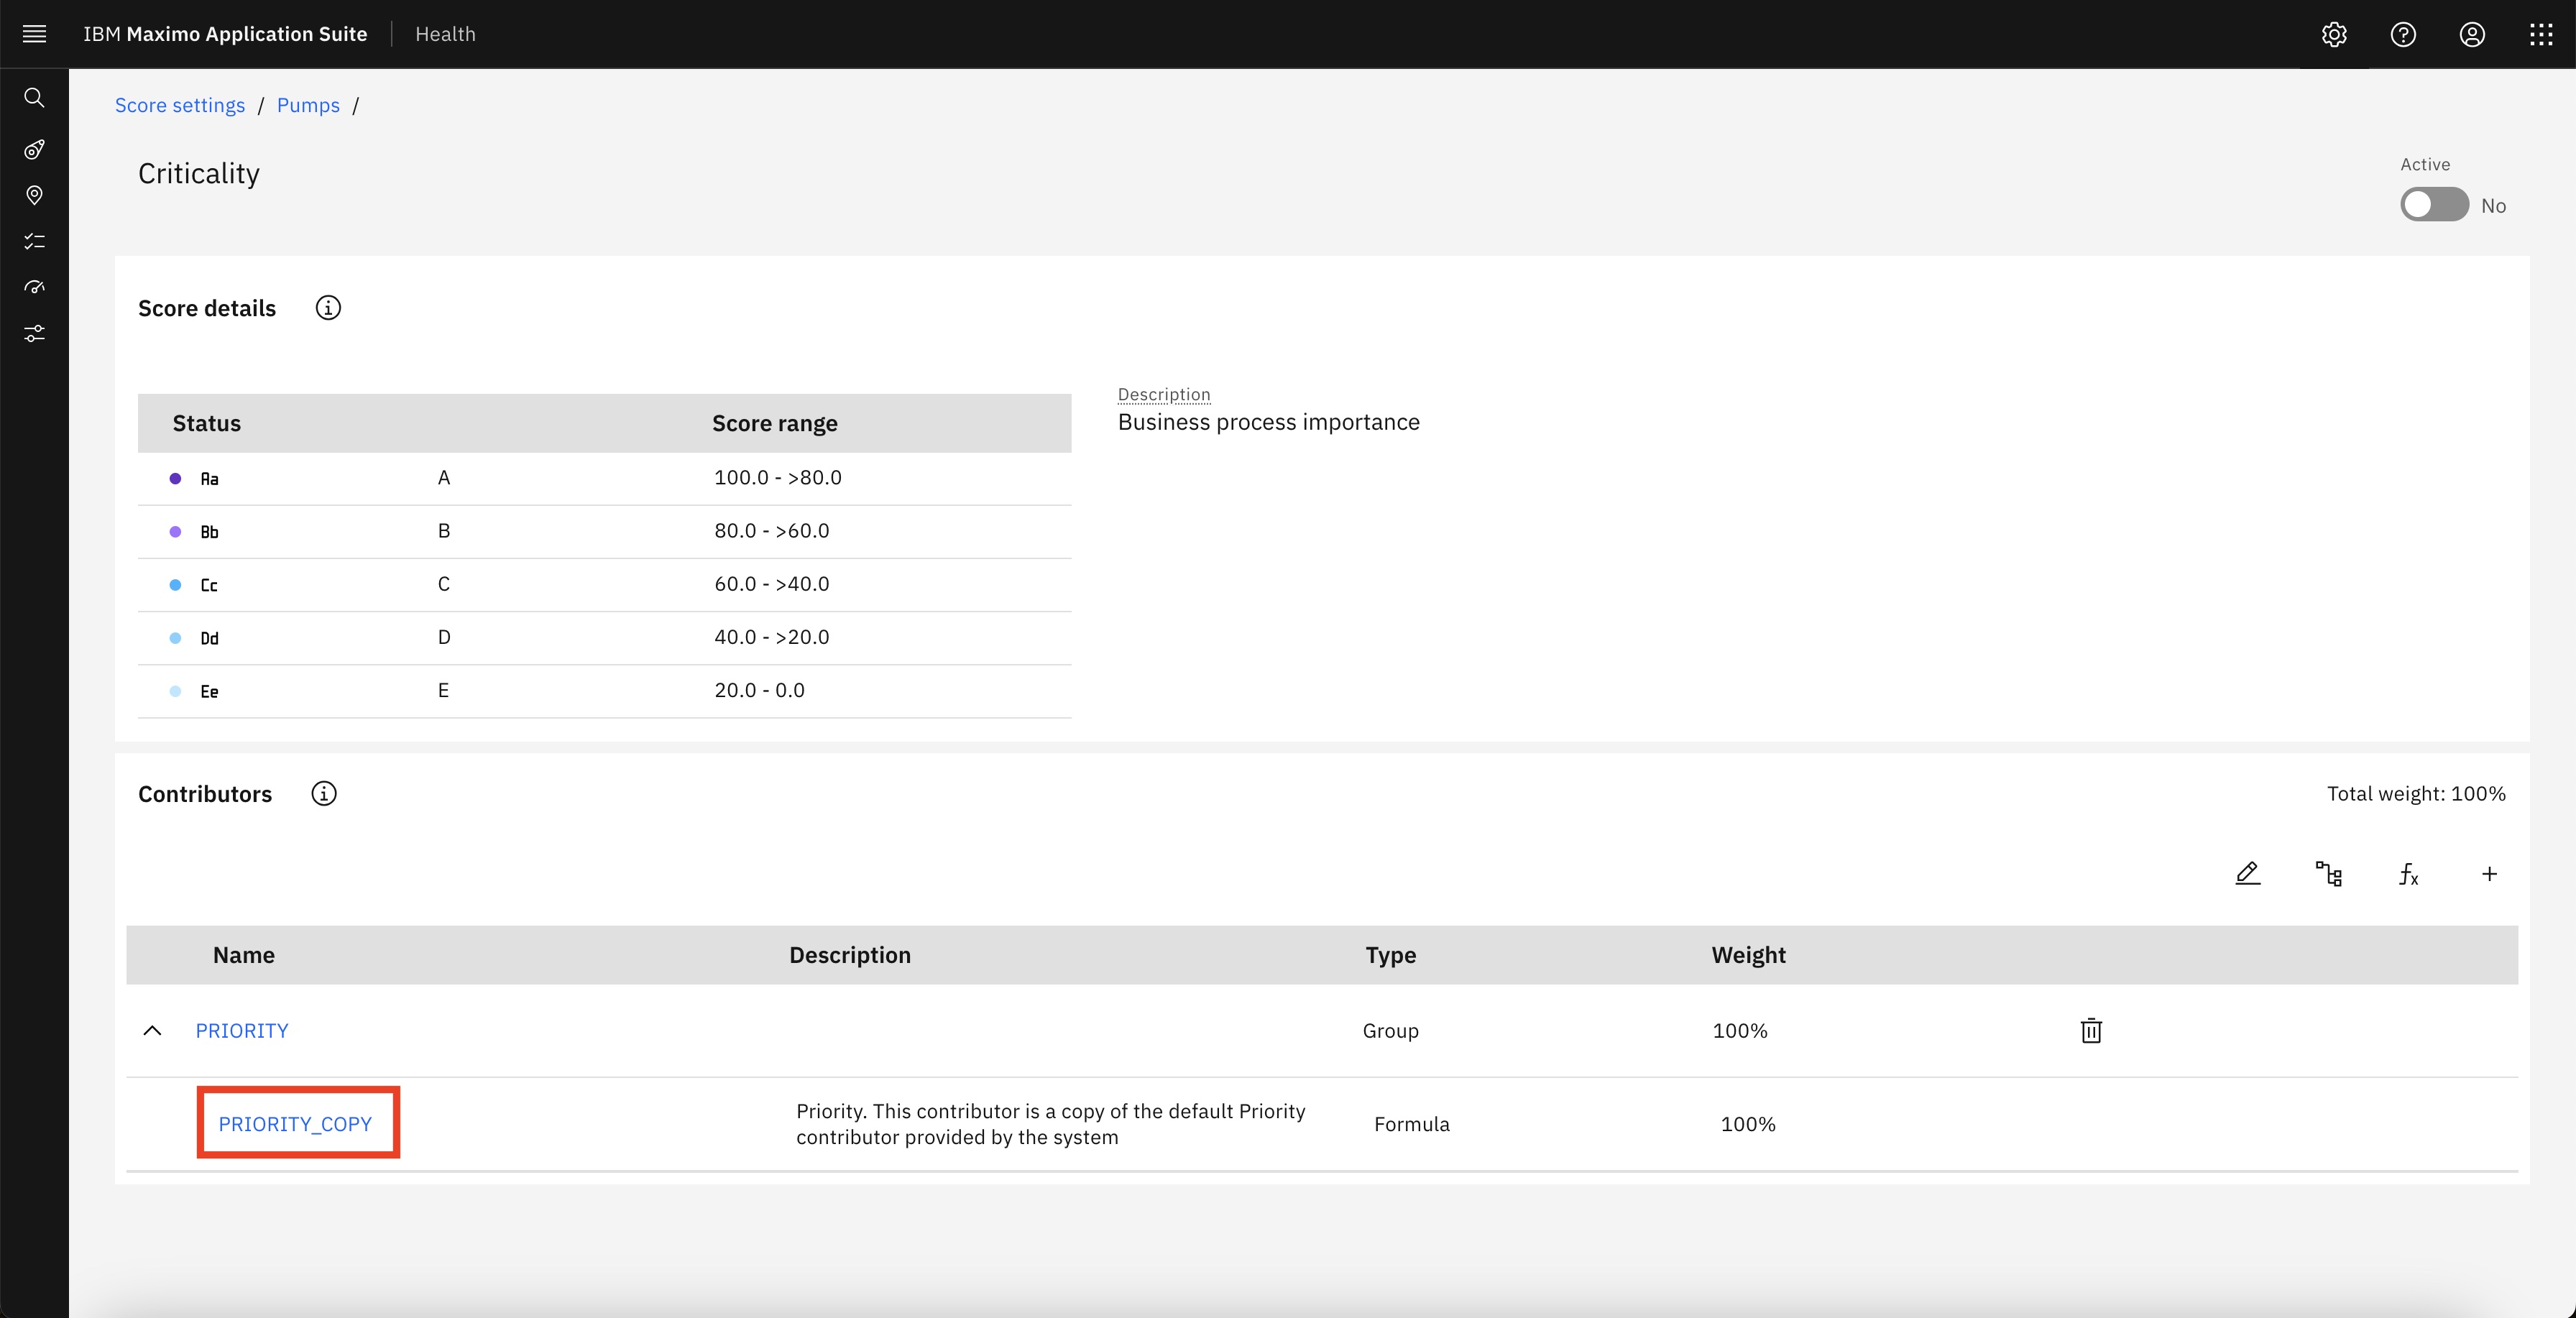 IBM Maximo Application Suite Health
Score settings / Pumps /
Criticality
Active
No
Score details
Status Score range
Aa A 100.0 - >80.0
Bb B 80.0 - >60.0
Cc C 60.0 - >40.0
Dd D 40.0 - >20.0
Ee E 20.0 - 0.0
Description
Business process importance
Contributors
Total weight: 100%
fx
Name Description Type Weight
PRIORITY Group 100%
PRIORITY_COPY Priority. This contributor is a copy of the default Priority
contributor provided by the system Formula 100%